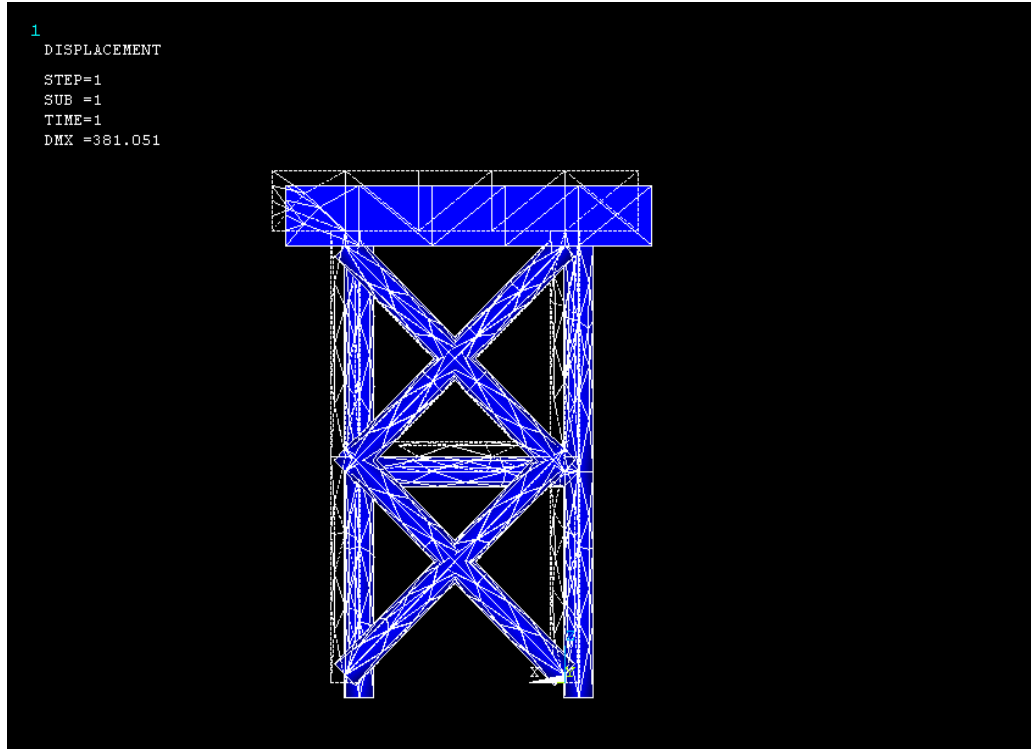 1
DISPLACEMENT
STEP=1
SUB =1
TIME=1
DMX =381.051